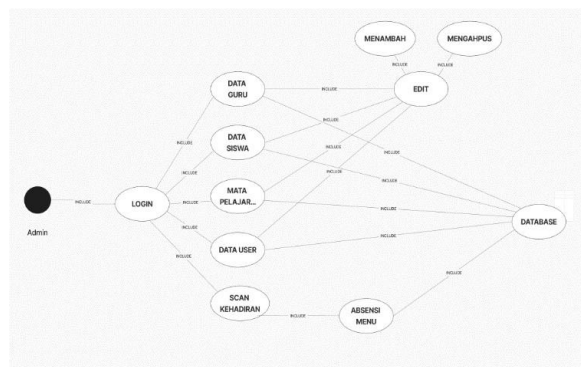 MENAMBAH
MENGAHPUS
INCLUDE
INCLUDE
DATA
GURU
INCLUDE
EDIT
INCLUDE
DATA
SISWA
INCLUDE
INCLUDE
INCLUDE
INCLUDE
INCLUDE
INCLUDE
MATA
PELAJAR...
Admin
INCLUDE
LOGIN
INCLUDE
INCLUDE
DATABASE
INCLUDE
DATA USER
INCLUDE
INCLUDE
INCLUDE
SCAN
KEHADIRAN
INCLUDE
ABSENSI
MENU